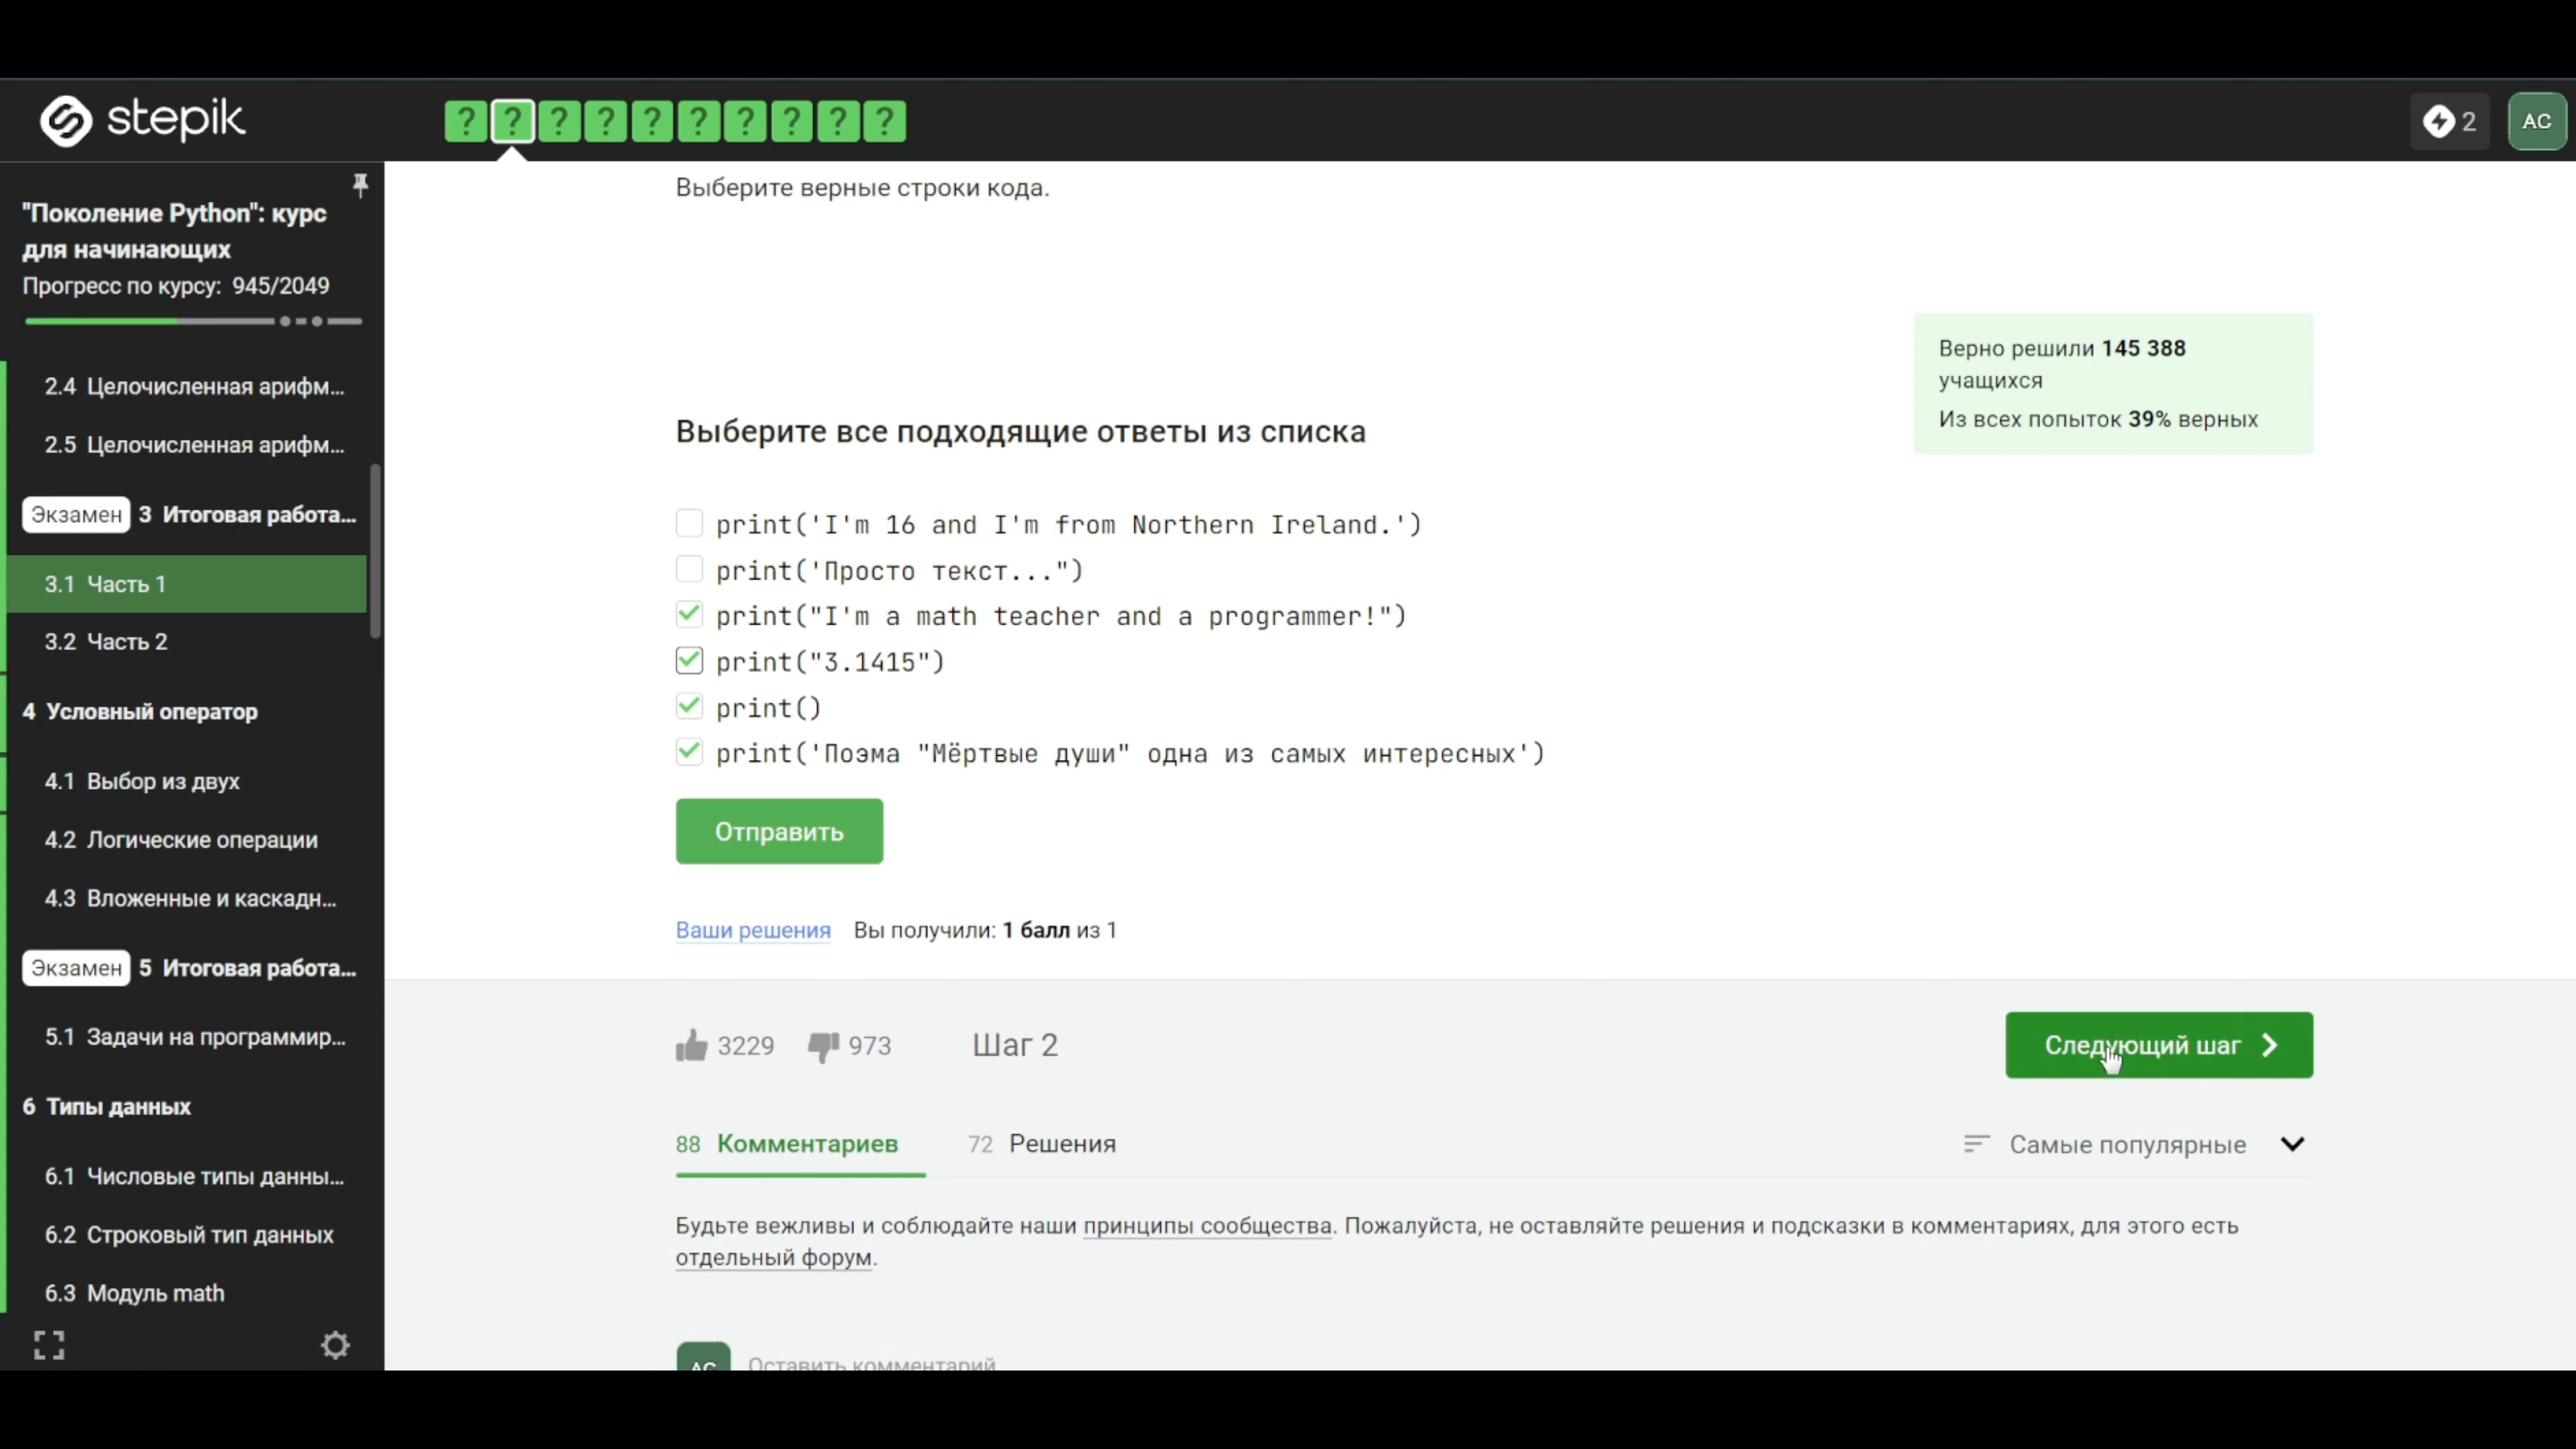 stepik
? ? ? ? ? ? ? ? ? ?
2
AC
"Поколение Python": курс
для начинающих
Прогресс по курсу: 945/2049
2.4 Целочисленная арифм...
2.5 Целочисленная арифм...
Экзамен 3 Итоговая работа...
3.1 Часть 1
3.2 Часть 2
4 Условный оператор
4.1 Выбор из двух
4.2 Логические операции
4.3 Вложенные и каскадн...
Экзамен 5 Итоговая работа...
5.1 Задачи на программир...
6 Типы данных
6.1 Числовые типы данны...
6.2 Строковый тип данных
6.3 Модуль math
Выберите верные строки кода.
Верно решили 145 388
учащихся
Из всех попыток 39% верных
Выберите все подходящие ответы из списка
print('I'm 16 and I'm from Northern Ireland.')
print('Просто текст...")
print("I'm a math teacher and a programmer!")
print("3.1415")
print()
print('Поэма "Мёртвые души" одна из самых интересных')
Отправить
Ваши решения Вы получили: 1 балл из 1
3229 973 Шаг 2
Следующий шаг
88 Комментариев 72 Решения
Самые популярные
Будьте вежливы и соблюдайте наши принципы сообщества. Пожалуйста, не оставляйте решения и подсказки в комментариях, для этого есть
отдельный форум.
AC Оставить комментарий